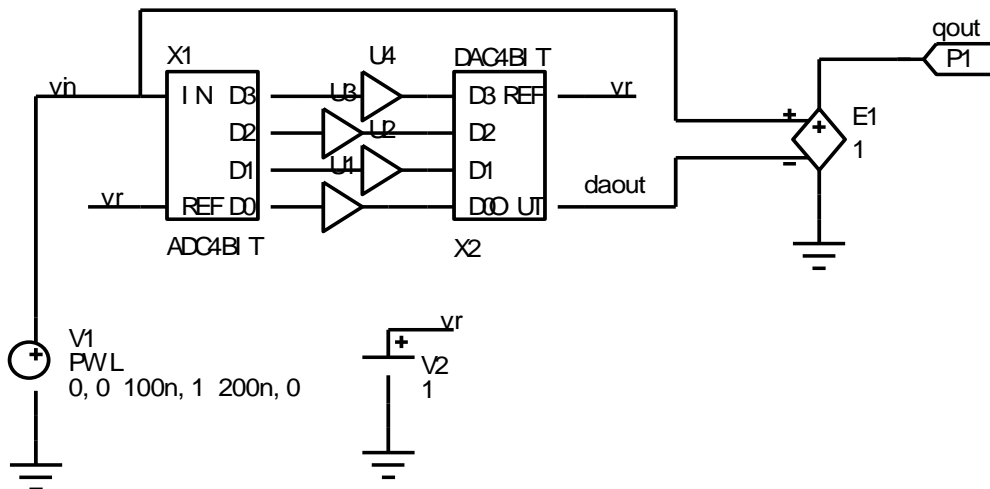 qout
P1
X1
U4
DAC4BIT
vin
IN D3
U3
D3 REF
vr
E1
1
D2
U2
D2
D1
U1
D1
daout
vr
REF D0
D0 OUT
ADC4BIT
X2
V1
PWL
0, 0 100n, 1 200n, 0
vr
V2
1